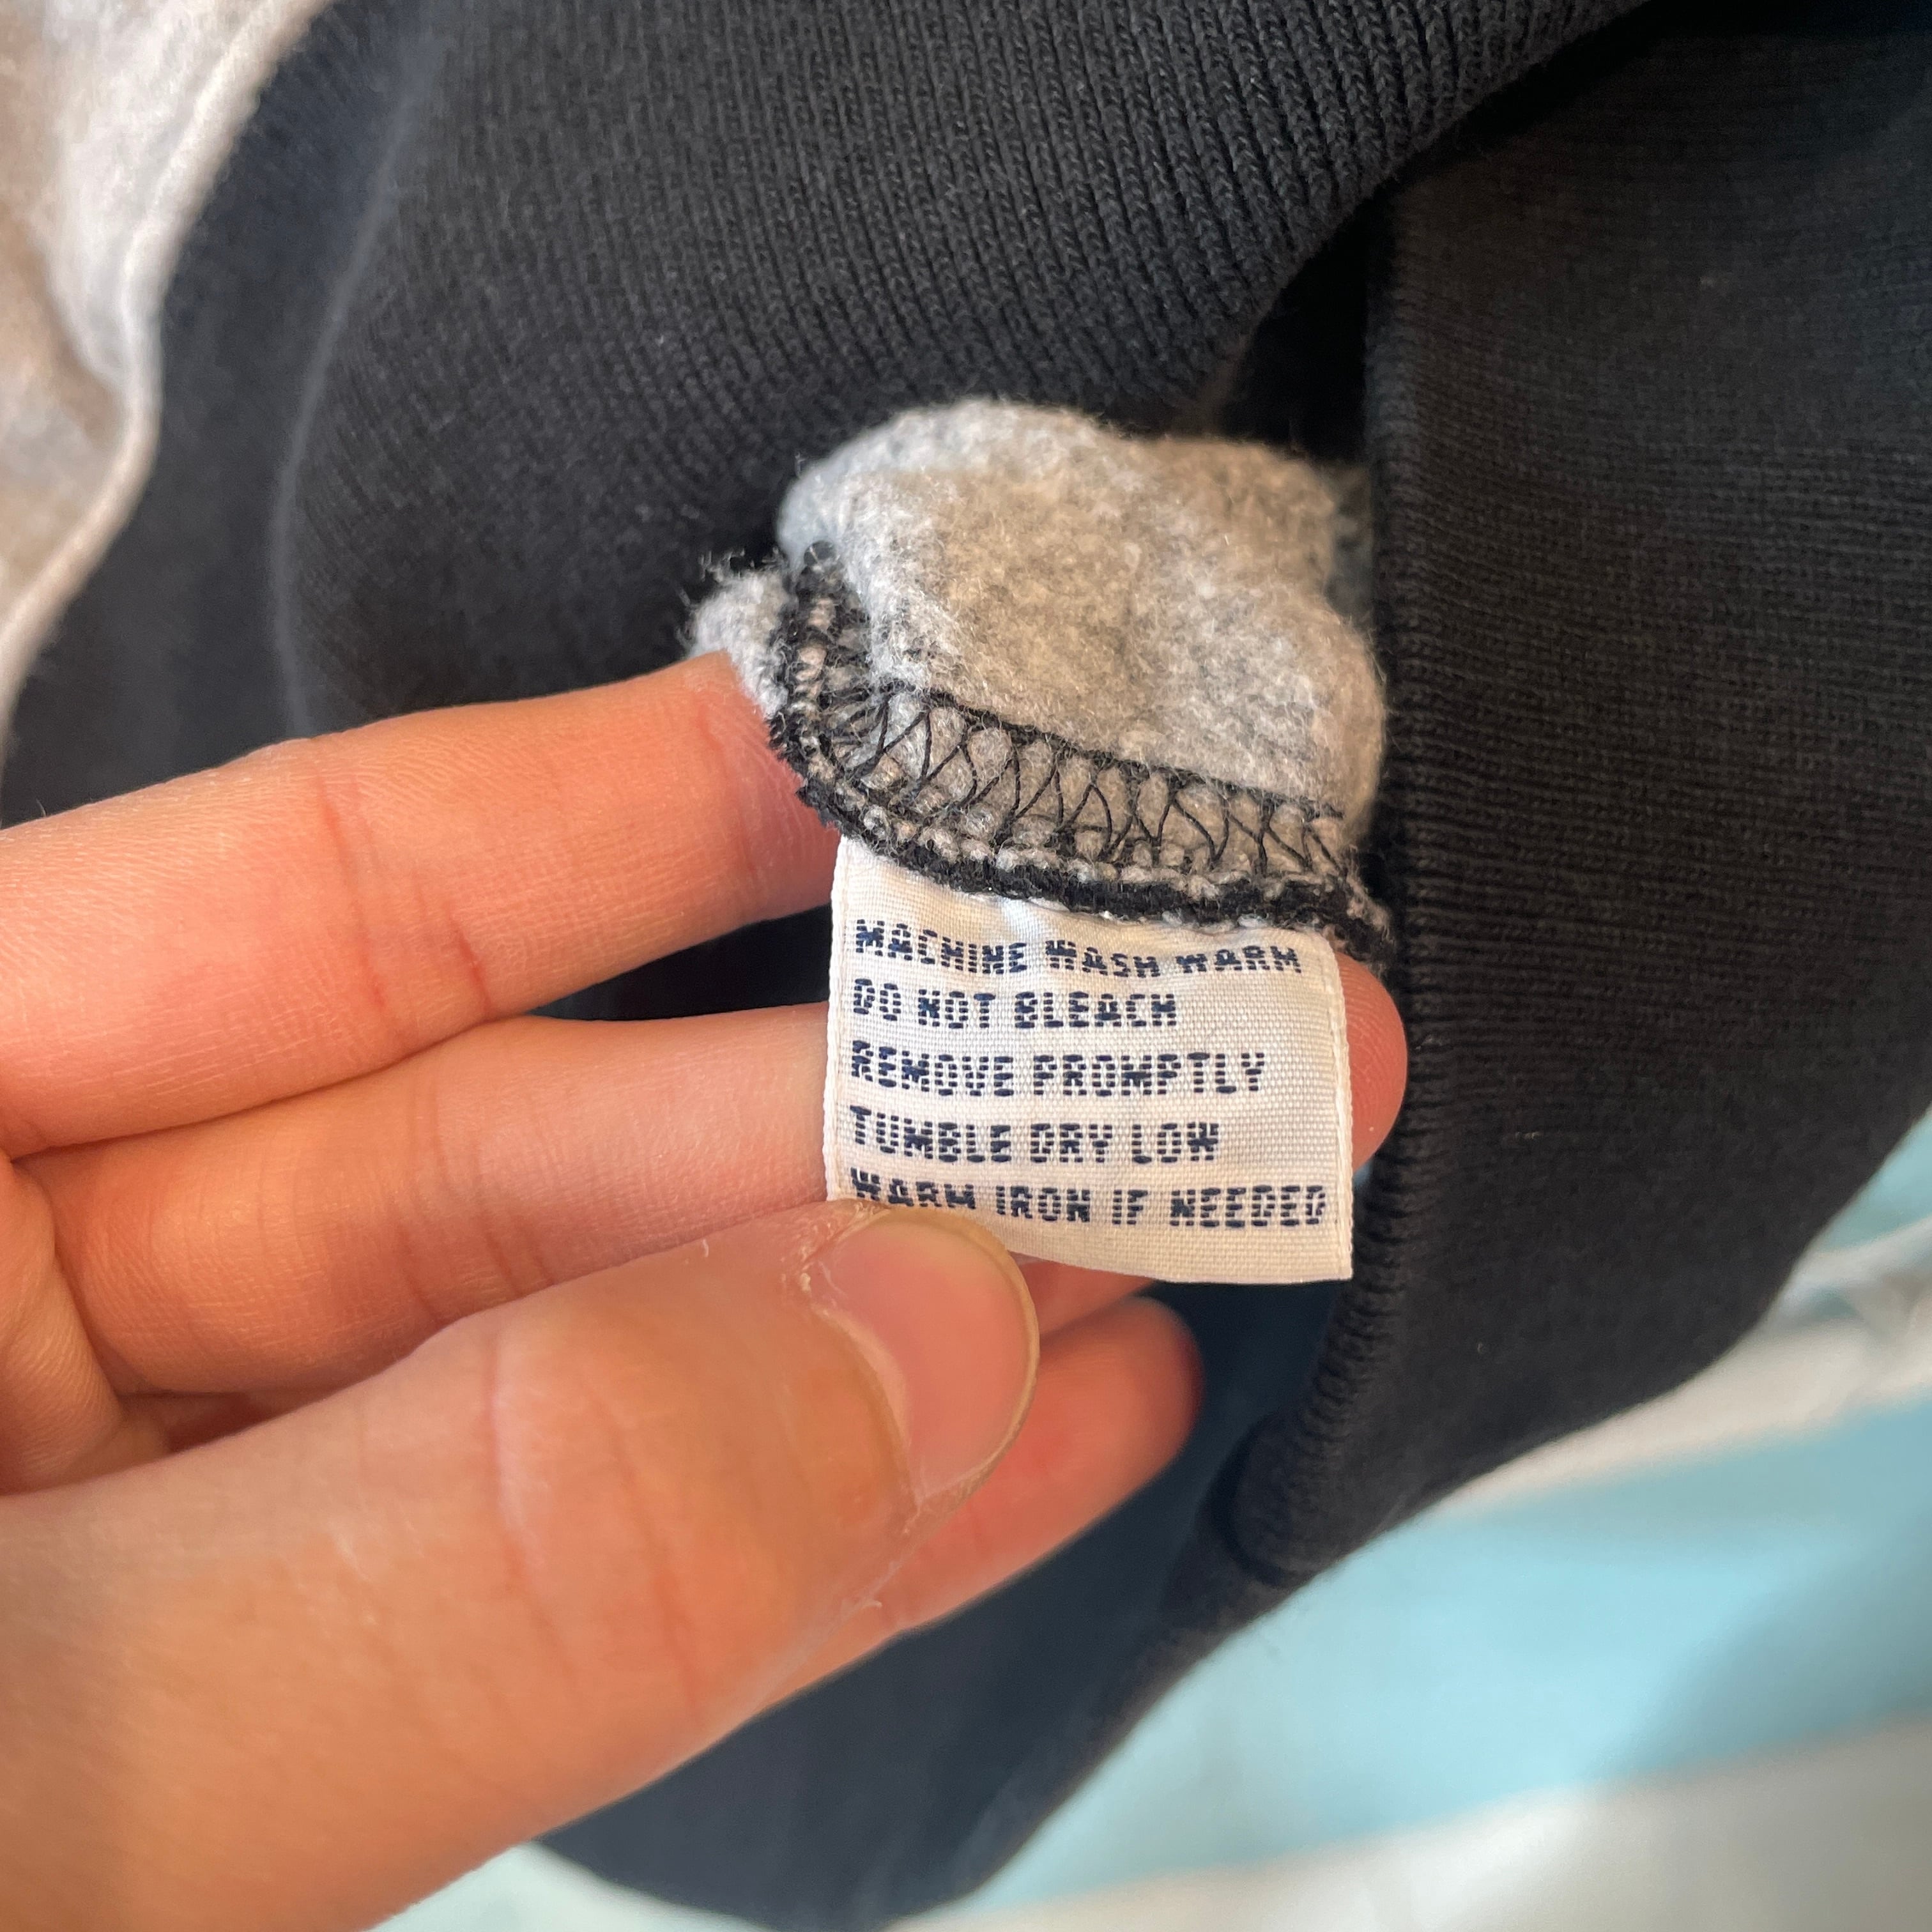 MACHINE WASH WARM
DO NOT BLEACH
REMOVE PROMPTLY
TUMBLE DRY LOW
WARM IRON IF NEEDED